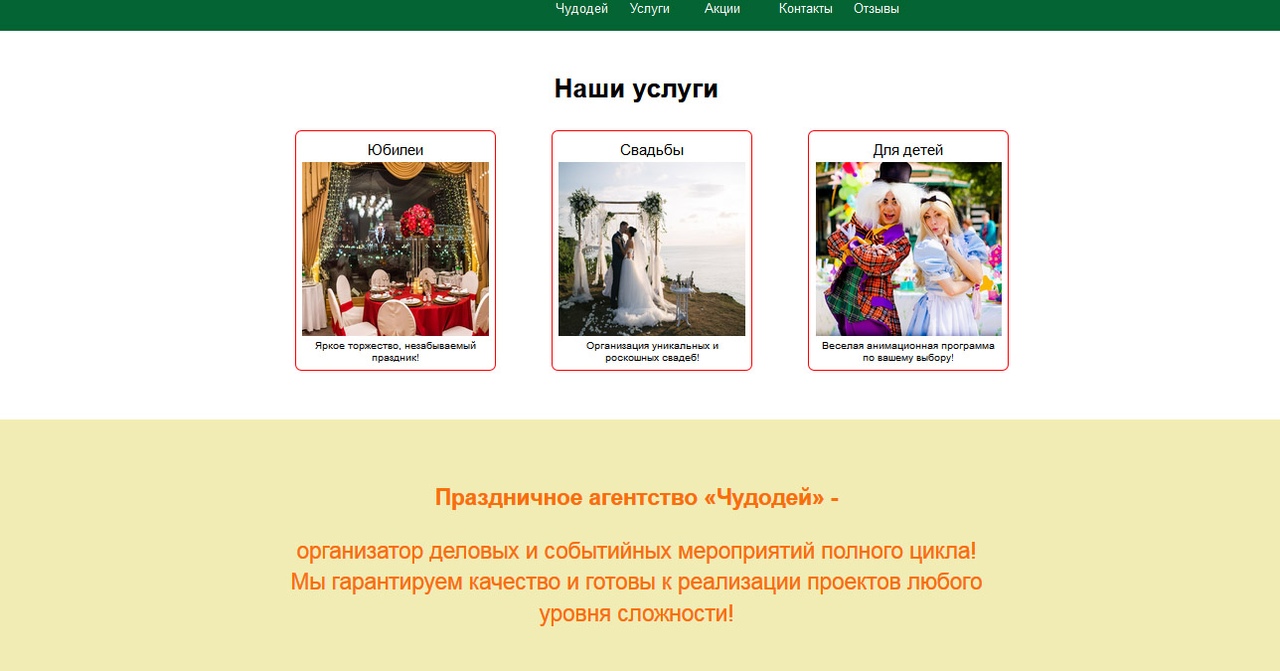 Чудодей Услуги Акции Контакты Отзывы
Наши услуги
Юбилеи
Яркое торжество, незабываемый
праздник!
Свадьбы
Организация уникальных и
роскошных свадеб!
Для детей
Веселая анимационная программа
по вашему выбору!
Праздничное агентство «Чудодей» -
организатор деловых и событийных мероприятий полного цикла!
Мы гарантируем качество и готовы к реализации проектов любого
уровня сложности!